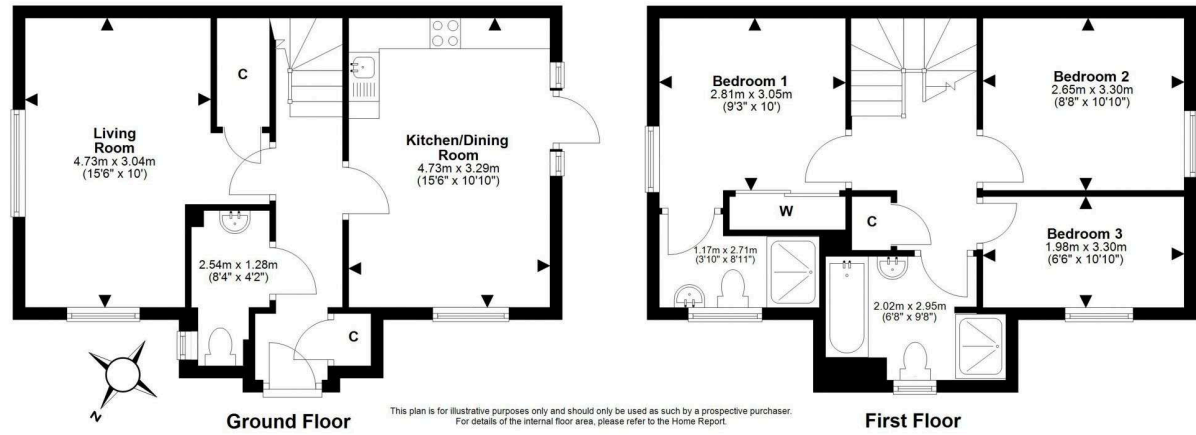 Living
Room
4.73m x 3.04m
(15'6" x 10')
C
Kitchen/Dining
Room
4.73m x 3.29m
(15'6" x 10'10")
2.54m x 1.28m
(8'4" x 4'2")
C
N
Ground Floor
Bedroom 1
2.81m x 3.05m
(9'3" x 10')
Bedroom 2
2.65m x 3.30m
(8'8" x 10'10")
W
C
Bedroom 3
1.98m x 3.30m
(6'6" x 10'10")
1.17m x 2.71m
(3'10" x 8'11")
2.02m x 2.95m
(6'8" x 9'8")
First Floor
This plan is for illustrative purposes only and should only be used as such by a prospective purchaser.
For details of the internal floor area, please refer to the Home Report.